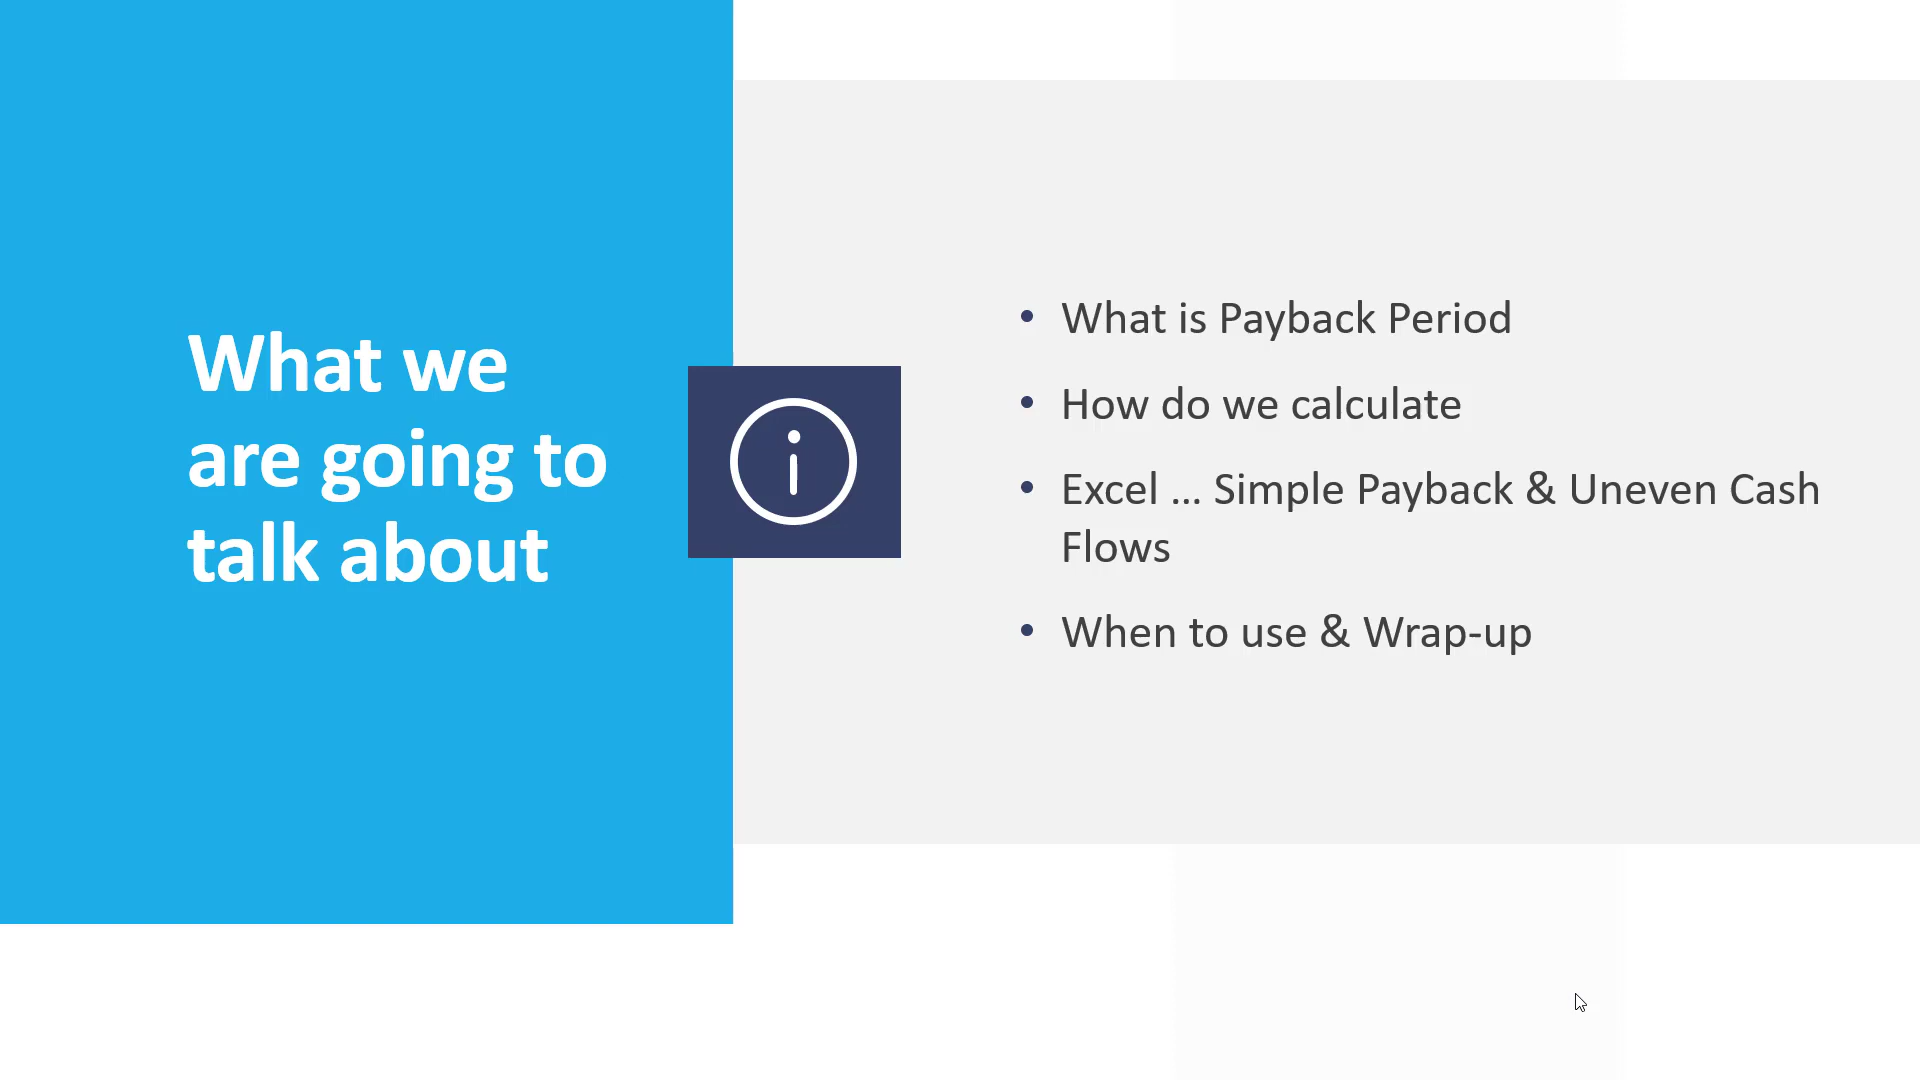 What we
are going to
talk about
• What is Payback Period
• How do we calculate
• Excel ... Simple Payback & Uneven Cash
Flows
• When to use & Wrap-up